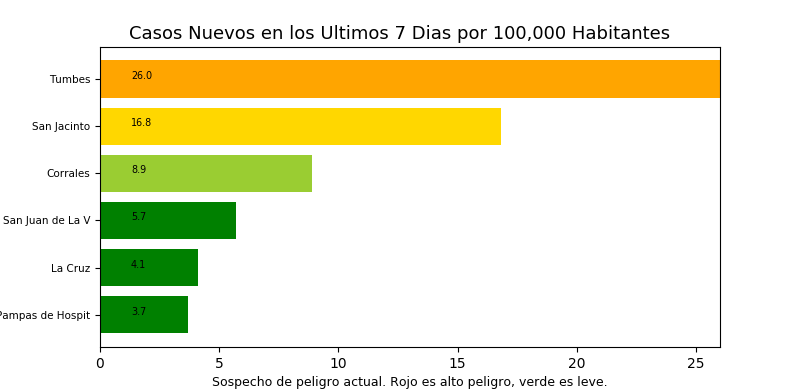 Casos Nuevos en los Ultimos 7 Dias por 100,000 Habitantes
Tumbes 26.0
San Jacinto 16.8
Corrales 8.9
San Juan de La V 5.7
La Cruz 4.1
Pampas de Hospit 3.7
0 5 10 15 20 25
Sospecho de peligro actual. Rojo es alto peligro, verde es leve.